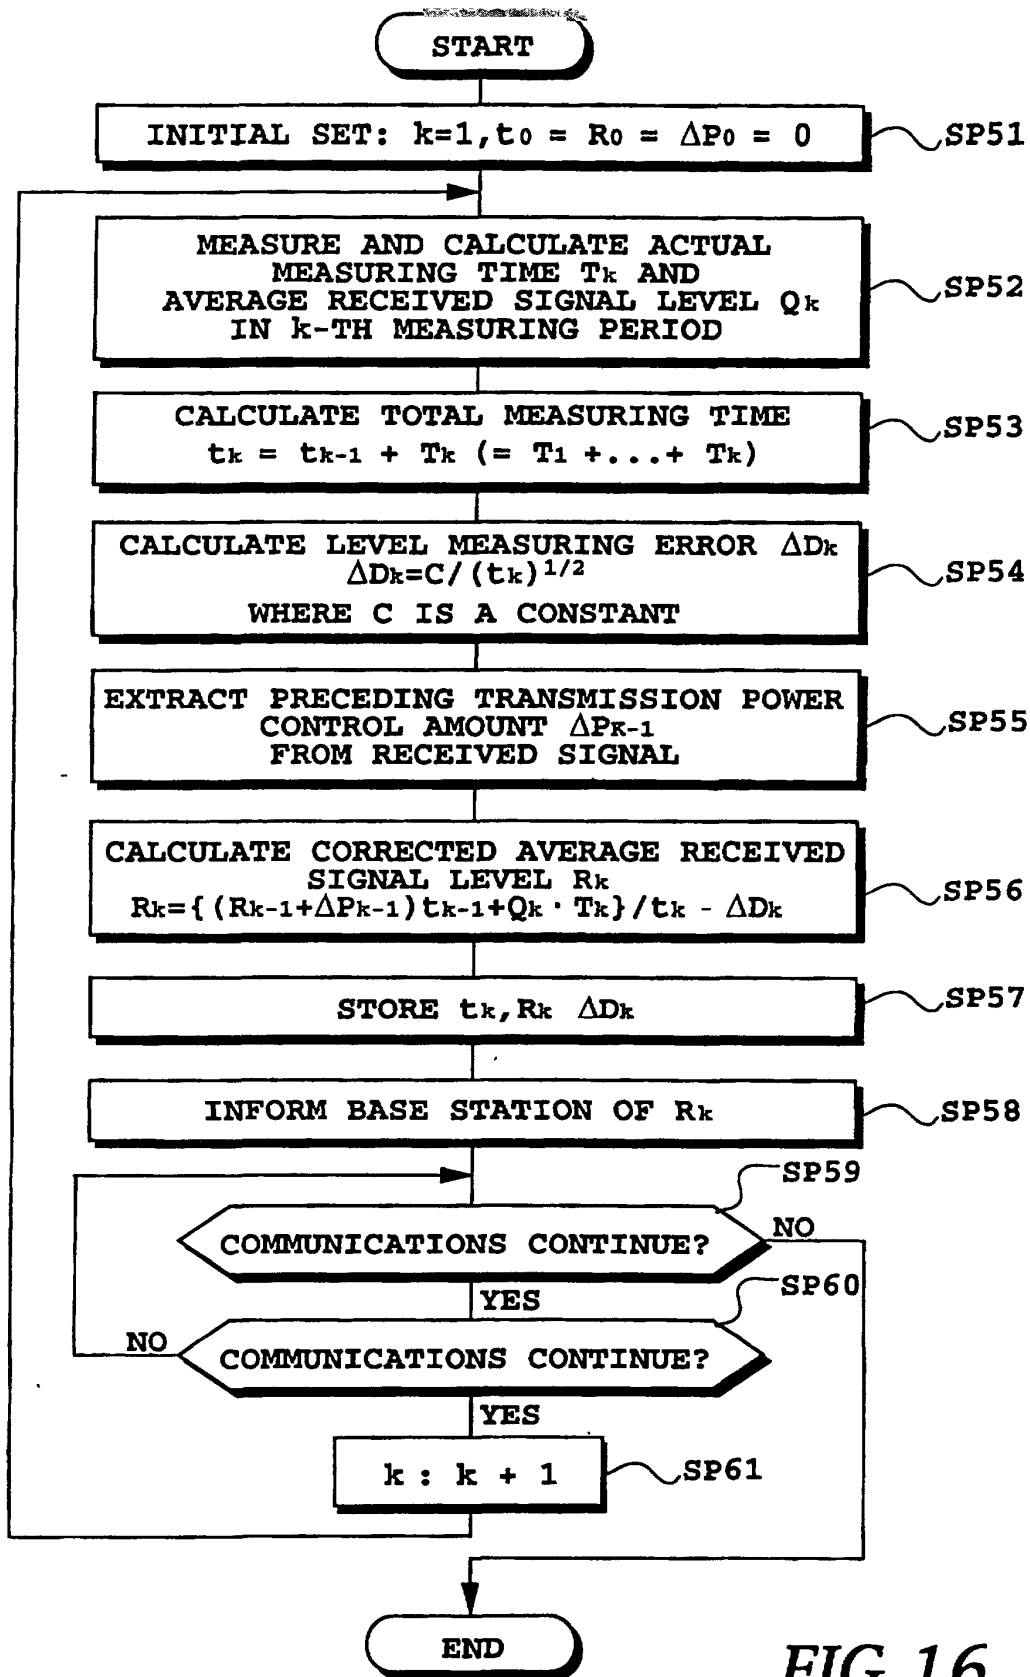 START
INITIAL SET: k=1,t0 = R0 = ΔP0 = 0
SP51
MEASURE AND CALCULATE ACTUAL
MEASURING TIME Tk AND
AVERAGE RECEIVED SIGNAL LEVEL Qk
IN k-TH MEASURING PERIOD
SP52
CALCULATE TOTAL MEASURING TIME
tk = tk-1 + Tk (= T1 +...+ Tk)
SP53
CALCULATE LEVEL MEASURING ERROR ΔDk
ΔDk=C/(tk)1/2
WHERE C IS A CONSTANT
SP54
EXTRACT PRECEDING TRANSMISSION POWER
CONTROL AMOUNT ΔPK-1
FROM RECEIVED SIGNAL
SP55
CALCULATE CORRECTED AVERAGE RECEIVED
SIGNAL LEVEL Rk
Rk={(Rk-1+ΔPk-1)tk-1+Qk·Tk}/tk - ΔDk
SP56
STORE tk,Rk ΔDk
SP57
INFORM BASE STATION OF Rk
SP58
SP59
COMMUNICATIONS CONTINUE?
NO
YES
SP60
COMMUNICATIONS CONTINUE?
NO
YES
k : k + 1
SP61
END
FIG. 16